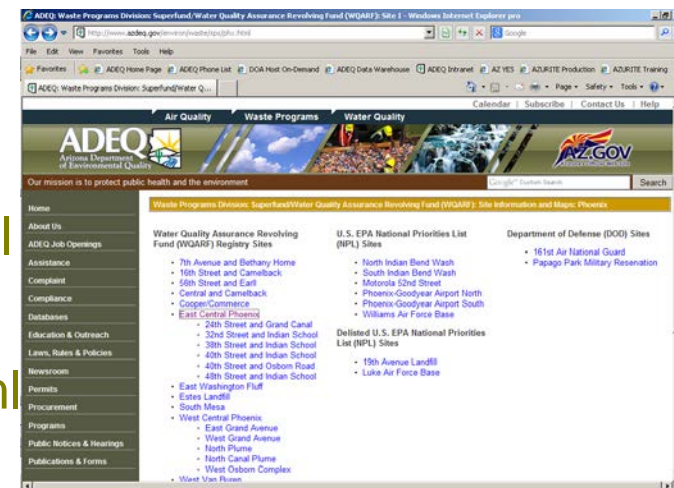 ADEQ: Waste Programs Division: Superfund/Water Quality Assurance Revolving Fund (WQARF): Site I - Windows Internet Explorer pro
http://www.azdeq.gov/environ/waste/sps/phx.html
Google
File Edit View Favorites Tools Help
Favorites ADEQ Home Page ADEQ Phone List DOA Host On-Demand ADEQ Data Warehouse ADEQ Intranet AZ YES AZURITE Production AZURITE Training
ADEQ: Waste Programs Division: Superfund/Water Q...
Page Safety Tools
Calendar | Subscribe | Contact Us | Help
Air Quality Waste Programs Water Quality
ADEQ
Arizona Department
of Environmental Quality
AZ.GOV
Our mission is to protect public health and the environment
Search
Home
About Us
ADEQ Job Openings
Assistance
Complaint
Compliance
Databases
Education & Outreach
Laws, Rules & Policies
Newsroom
Permits
Procurement
Programs
Public Notices & Hearings
Publications & Forms
Waste Programs Division: Superfund/Water Quality Assurance Revolving Fund (WQARF): Site Information and Maps: Phoenix
Water Quality Assurance Revolving
Fund (WQARF) Registry Sites
• 7th Avenue and Bethany Home
• 16th Street and Camelback
• 56th Street and Earll
• Central and Camelback
• Cooper/Commerce
• East Central Phoenix
• 24th Street and Grand Canal
• 32nd Street and Indian School
• 38th Street and Indian School
• 40th Street and Indian School
• 40th Street and Osborn Road
• 48th Street and Indian School
• East Washington Fluff
• Estes Landfill
• South Mesa
• West Central Phoenix
• East Grand Avenue
• West Grand Avenue
• North Plume
• North Canal Plume
• West Osborn Complex
• West Van Buren
U.S. EPA National Priorities List
(NPL) Sites
• North Indian Bend Wash
• South Indian Bend Wash
• Motorola 52nd Street
• Phoenix-Goodyear Airport North
• Phoenix-Goodyear Airport South
• Williams Air Force Base
Delisted U.S. EPA National Priorities
List (NPL) Sites
• 19th Avenue Landfill
• Luke Air Force Base
Department of Defense (DOD) Sites
• 161st Air National Guard
• Papago Park Military Reservation